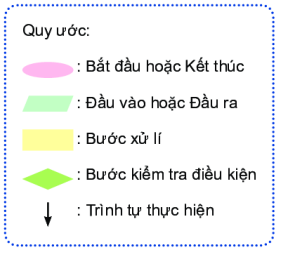 Quy ước:
: Bắt đầu hoặc Kết thúc
: Đầu vào hoặc Đầu ra
: Bước xử lí
: Bước kiểm tra điều kiện
: Trình tự thực hiện